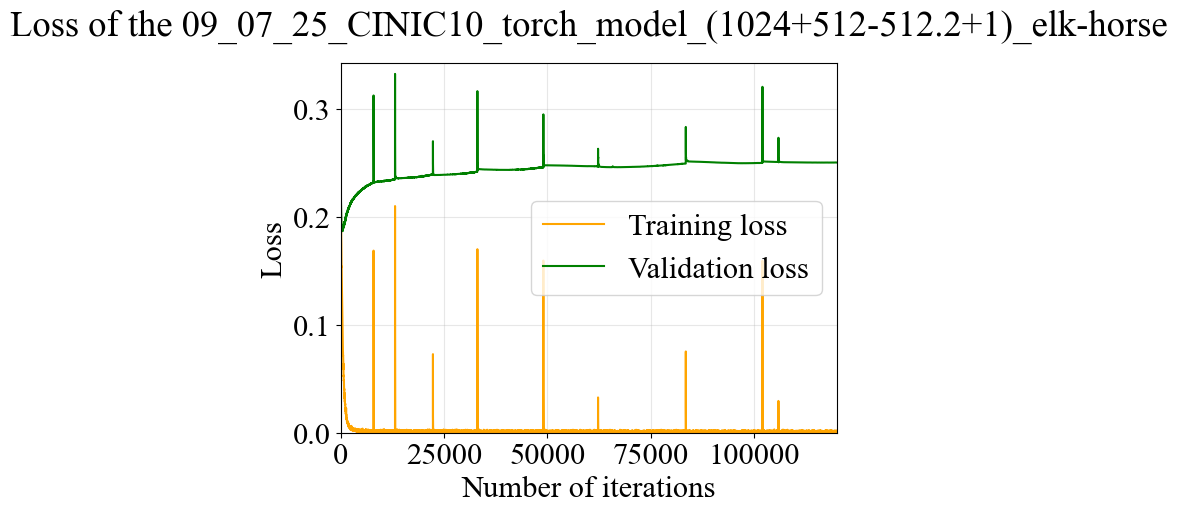 Loss of the 09_07_25_CINIC10_torch_model_(1024+512-512.2+1)_elk-horse
0.3
0.2
0.1
0.0
Loss
Training loss
Validation loss
0 25000 50000 75000 100000
Number of iterations